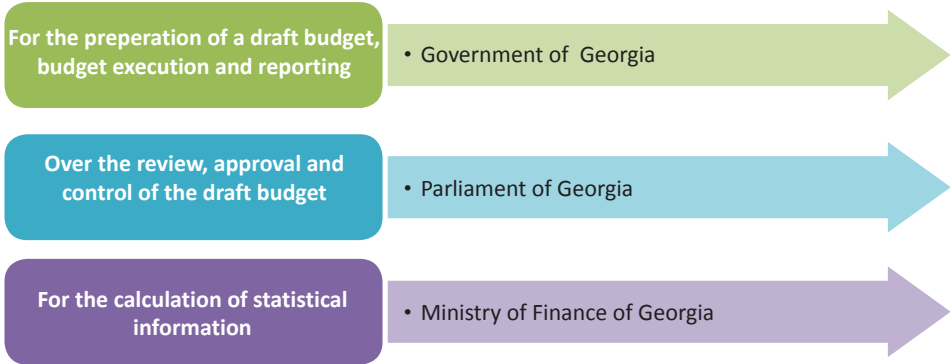 For the preperation of a draft budget,
budget execution and reporting
• Government of Georgia
Over the review, approval and
control of the draft budget
• Parliament of Georgia
For the calculation of statistical
information
• Ministry of Finance of Georgia